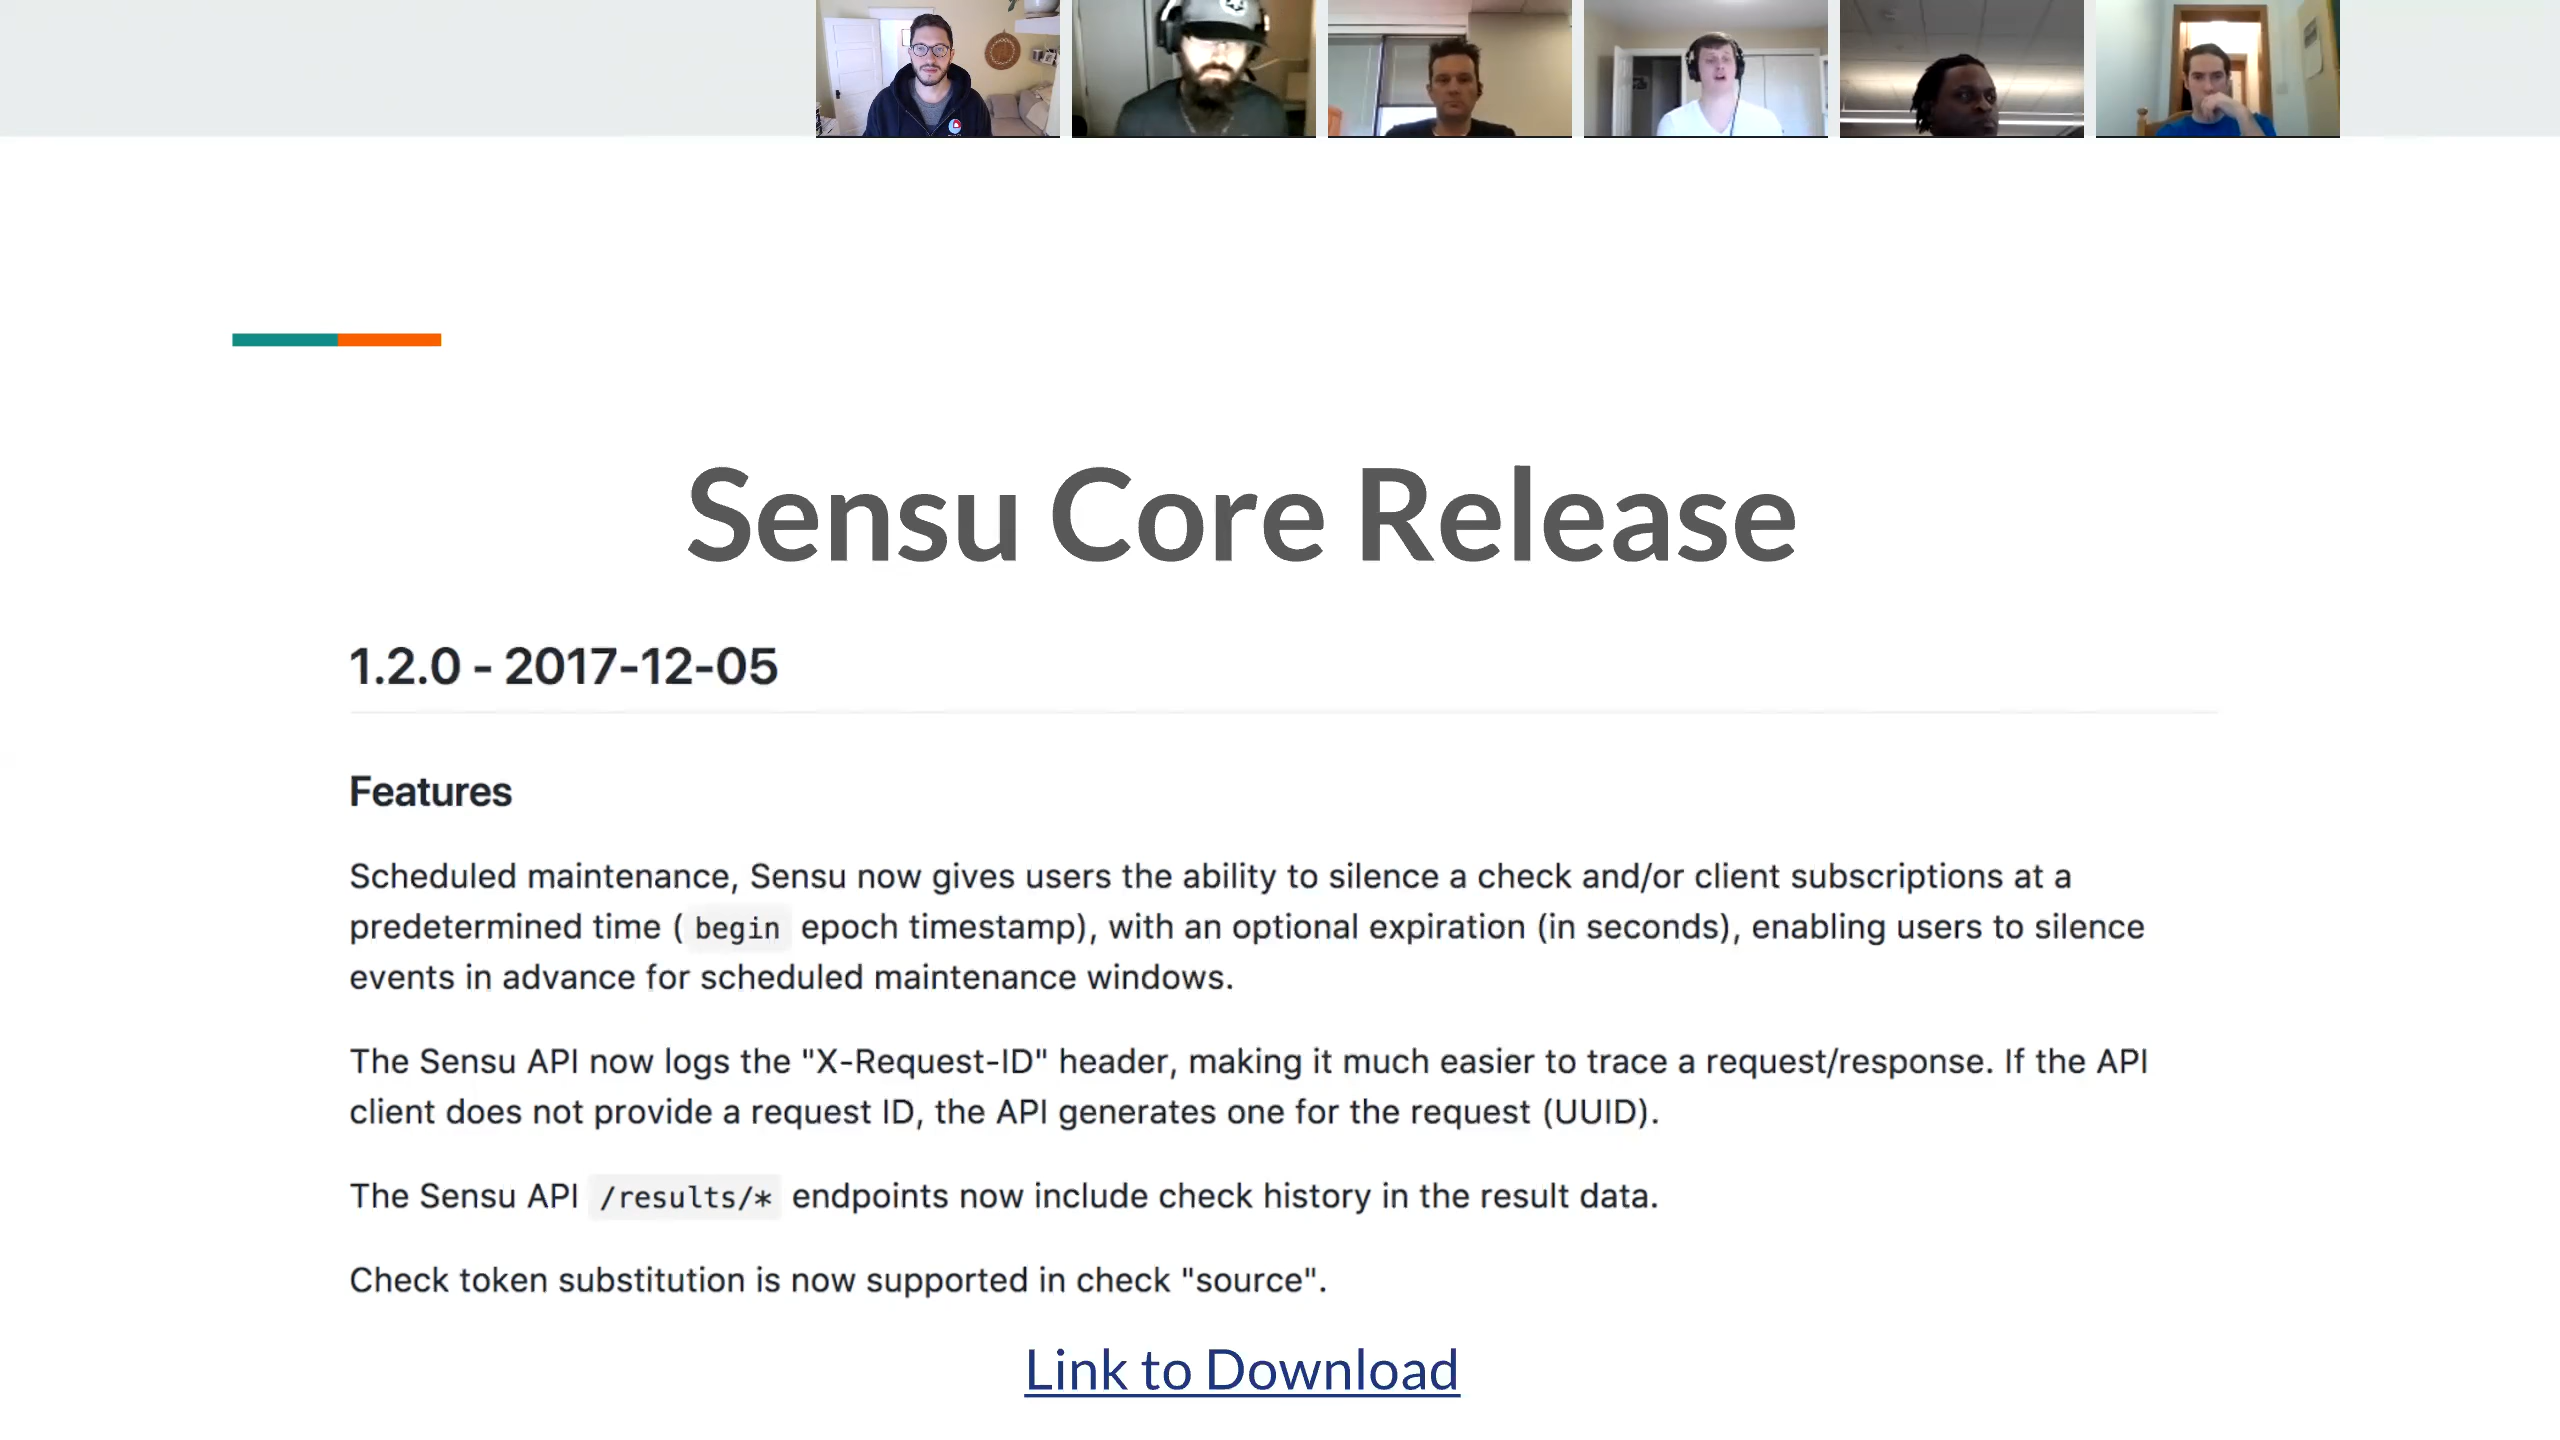 Sensu Core Release
1.2.0 - 2017-12-05
Features
Scheduled maintenance, Sensu now gives users the ability to silence a check and/or client subscriptions at a
predetermined time ( begin epoch timestamp), with an optional expiration (in seconds), enabling users to silence
events in advance for scheduled maintenance windows.
The Sensu API now logs the "X-Request-ID" header, making it much easier to trace a request/response. If the API
client does not provide a request ID, the API generates one for the request (UUID).
The Sensu API /results/* endpoints now include check history in the result data.
Check token substitution is now supported in check "source".
Link to Download